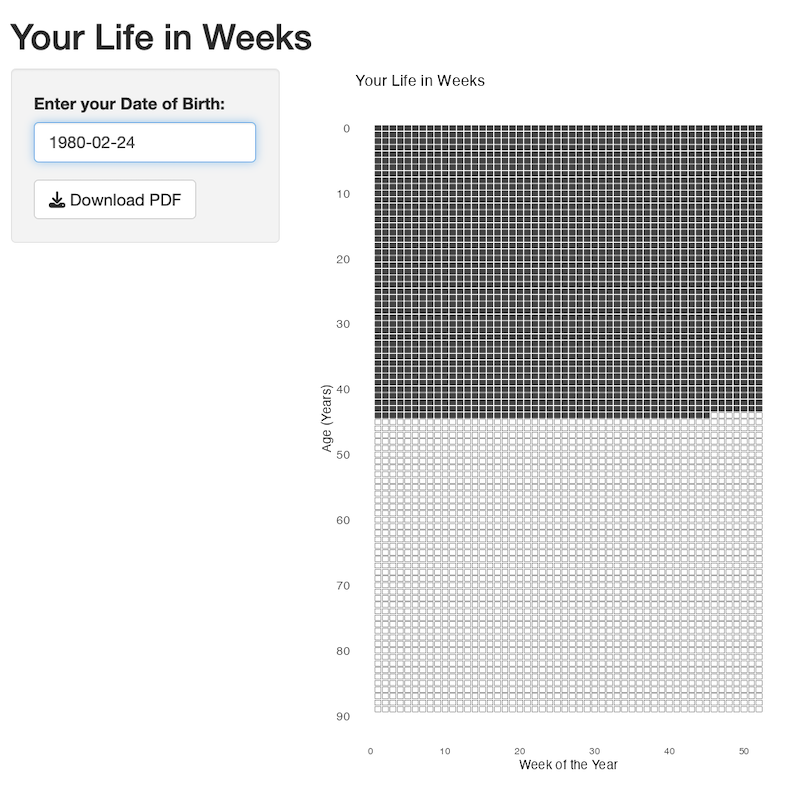 Your Life in Weeks
Enter your Date of Birth:
1980-02-24
Download PDF
Your Life in Weeks
Age (Years)
0
10
20
30
40
50
60
70
80
90
0 10 20 30 40 50
Week of the Year